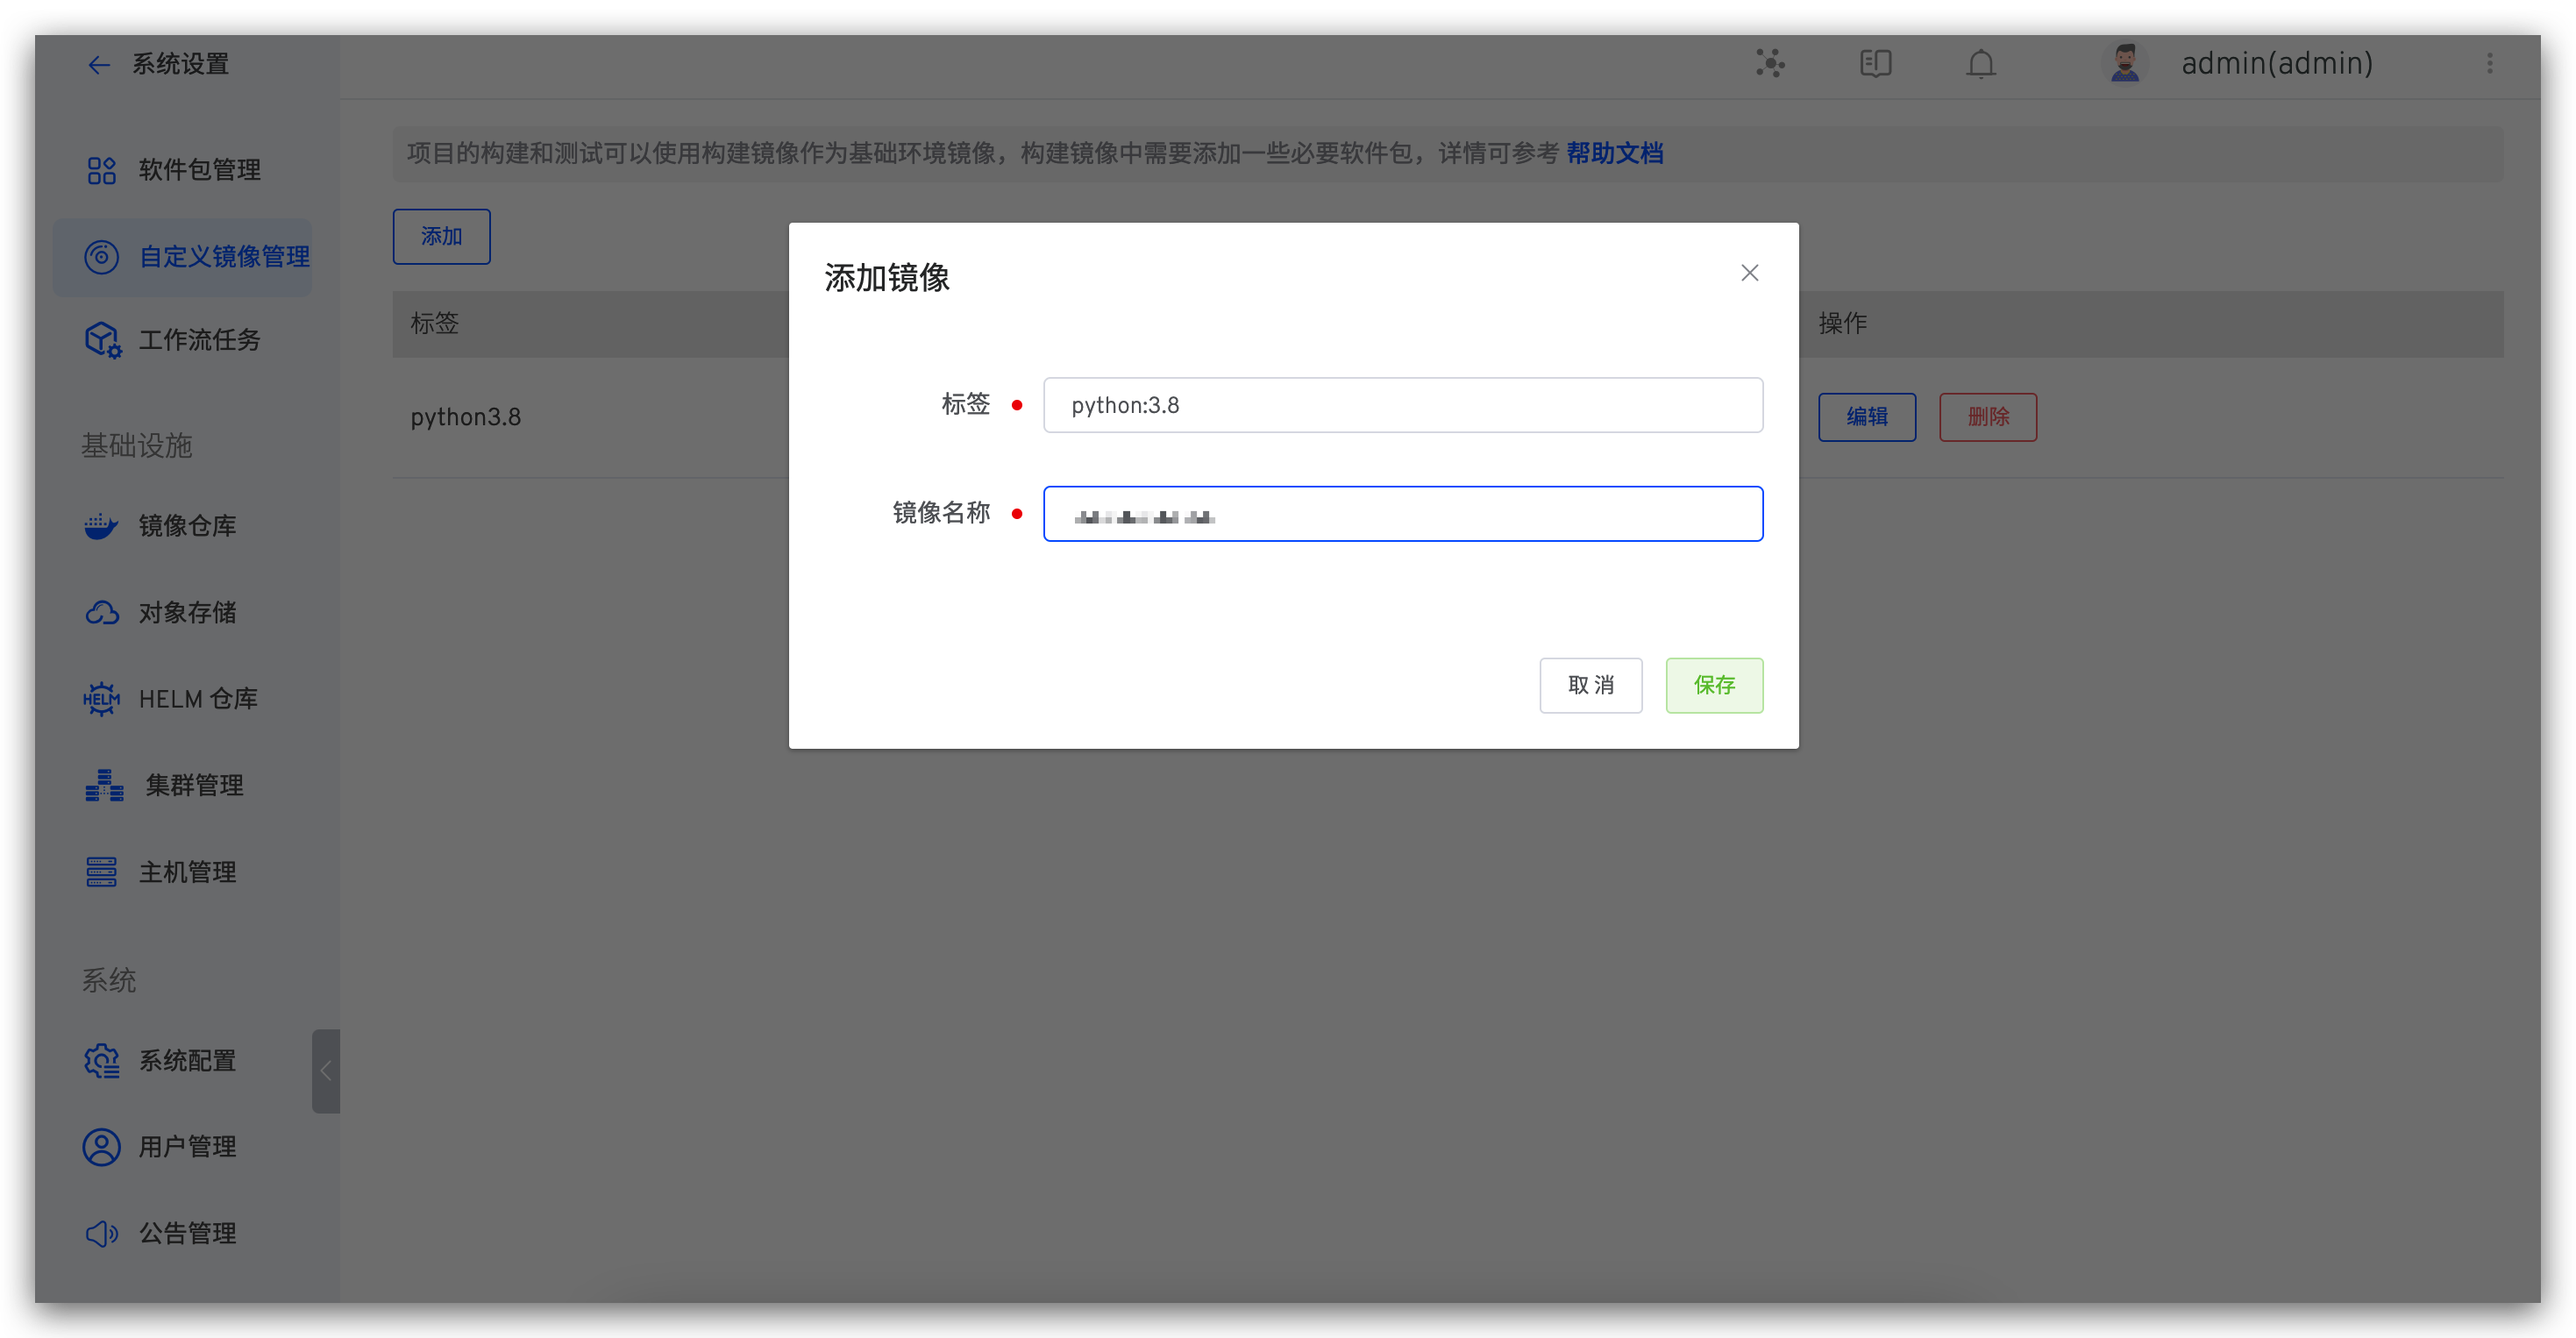 系统设置
admin(admin)
软件包管理
自定义镜像管理
工作流任务
基础设施
镜像仓库
对象存储
HELM
HELM 仓库
集群管理
主机管理
系统
系统配置
用户管理
公告管理
项目的构建和测试可以使用构建镜像作为基础环境镜像，构建镜像中需要添加一些必要软件包，详情可参考 帮助文档
添加
标签
操作
python3.8
编辑
删除
添加镜像
标签
python:3.8
镜像名称
取 消
保存